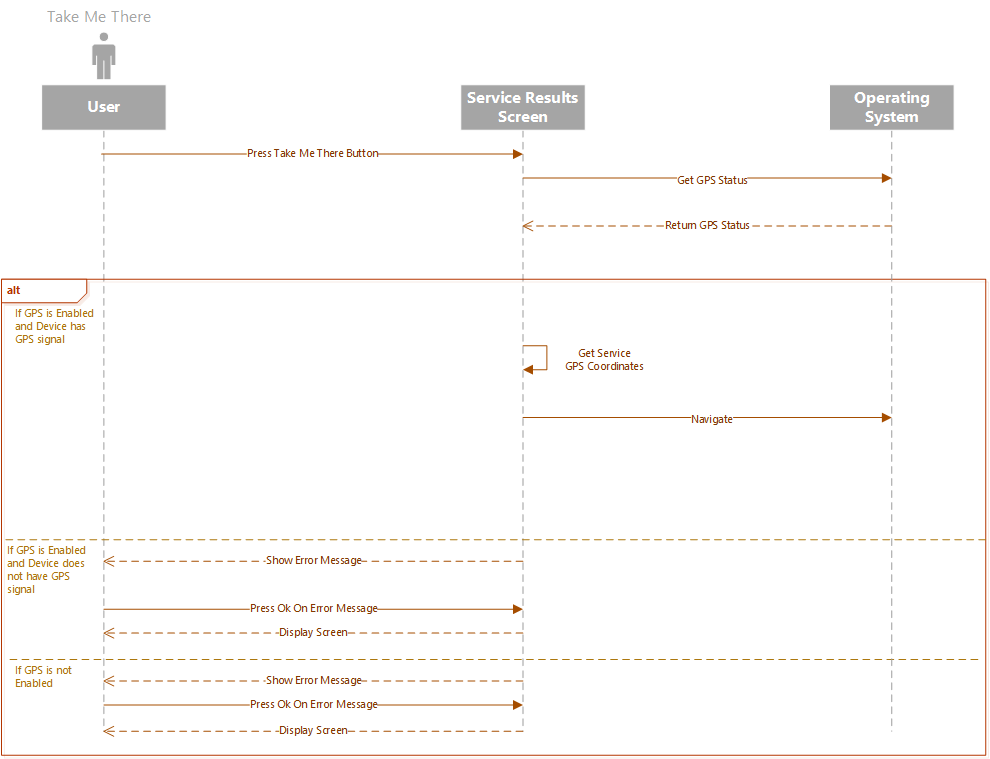 Take Me There
User
Service Results
Screen
Operating
System
Press Take Me There Button
Get GPS Status
Return GPS Status
alt
If GPS is Enabled
and Device has
GPS signal
Get Service
GPS Coordinates
Navigate
If GPS is Enabled
and Device does
not have GPS
signal
Show Error Message
Press Ok On Error Message
Display Screen
If GPS is not
Enabled
Show Error Message
Press Ok On Error Message
Display Screen